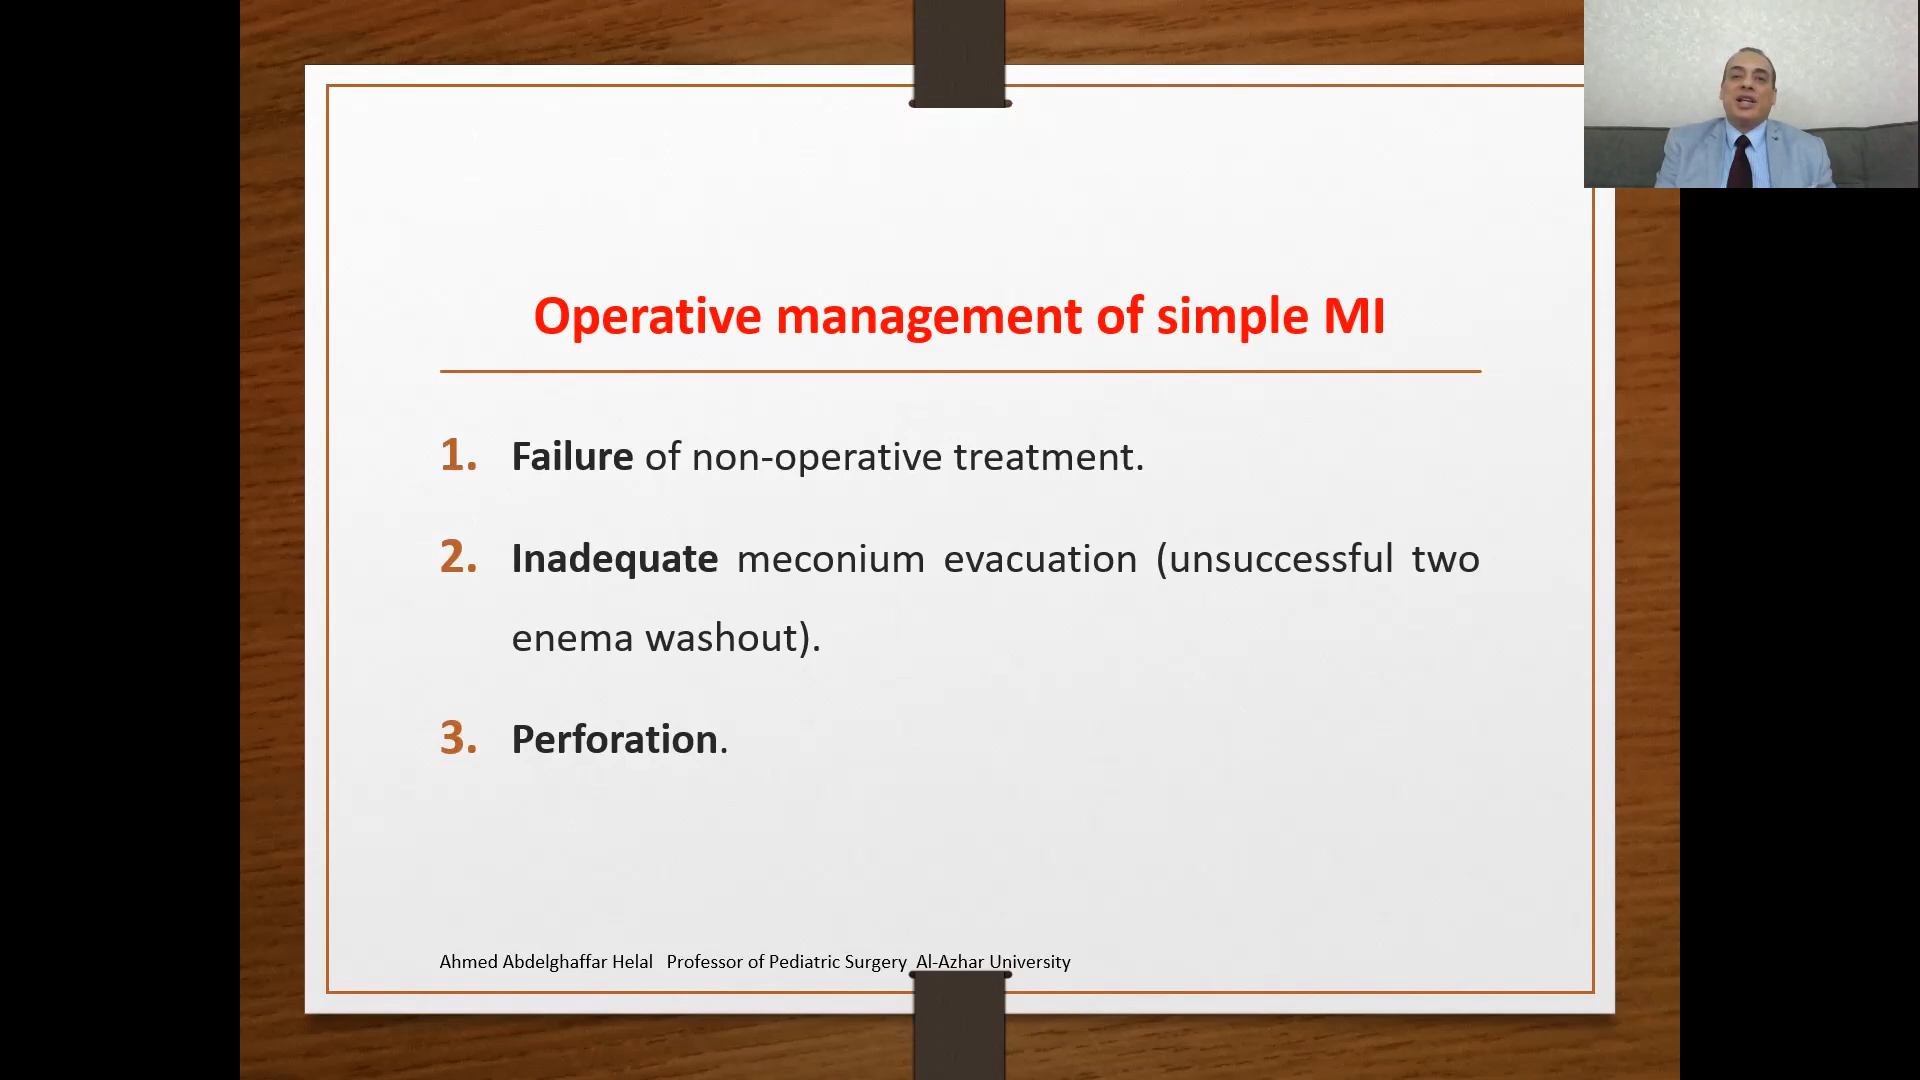 Operative management of simple MI
1. Failure of non-operative treatment.
2. Inadequate meconium evacuation (unsuccessful two
enema washout).
3. Perforation.
Ahmed Abdelghaffar Helal Professor of Pediatric Surgery Al-Azhar University